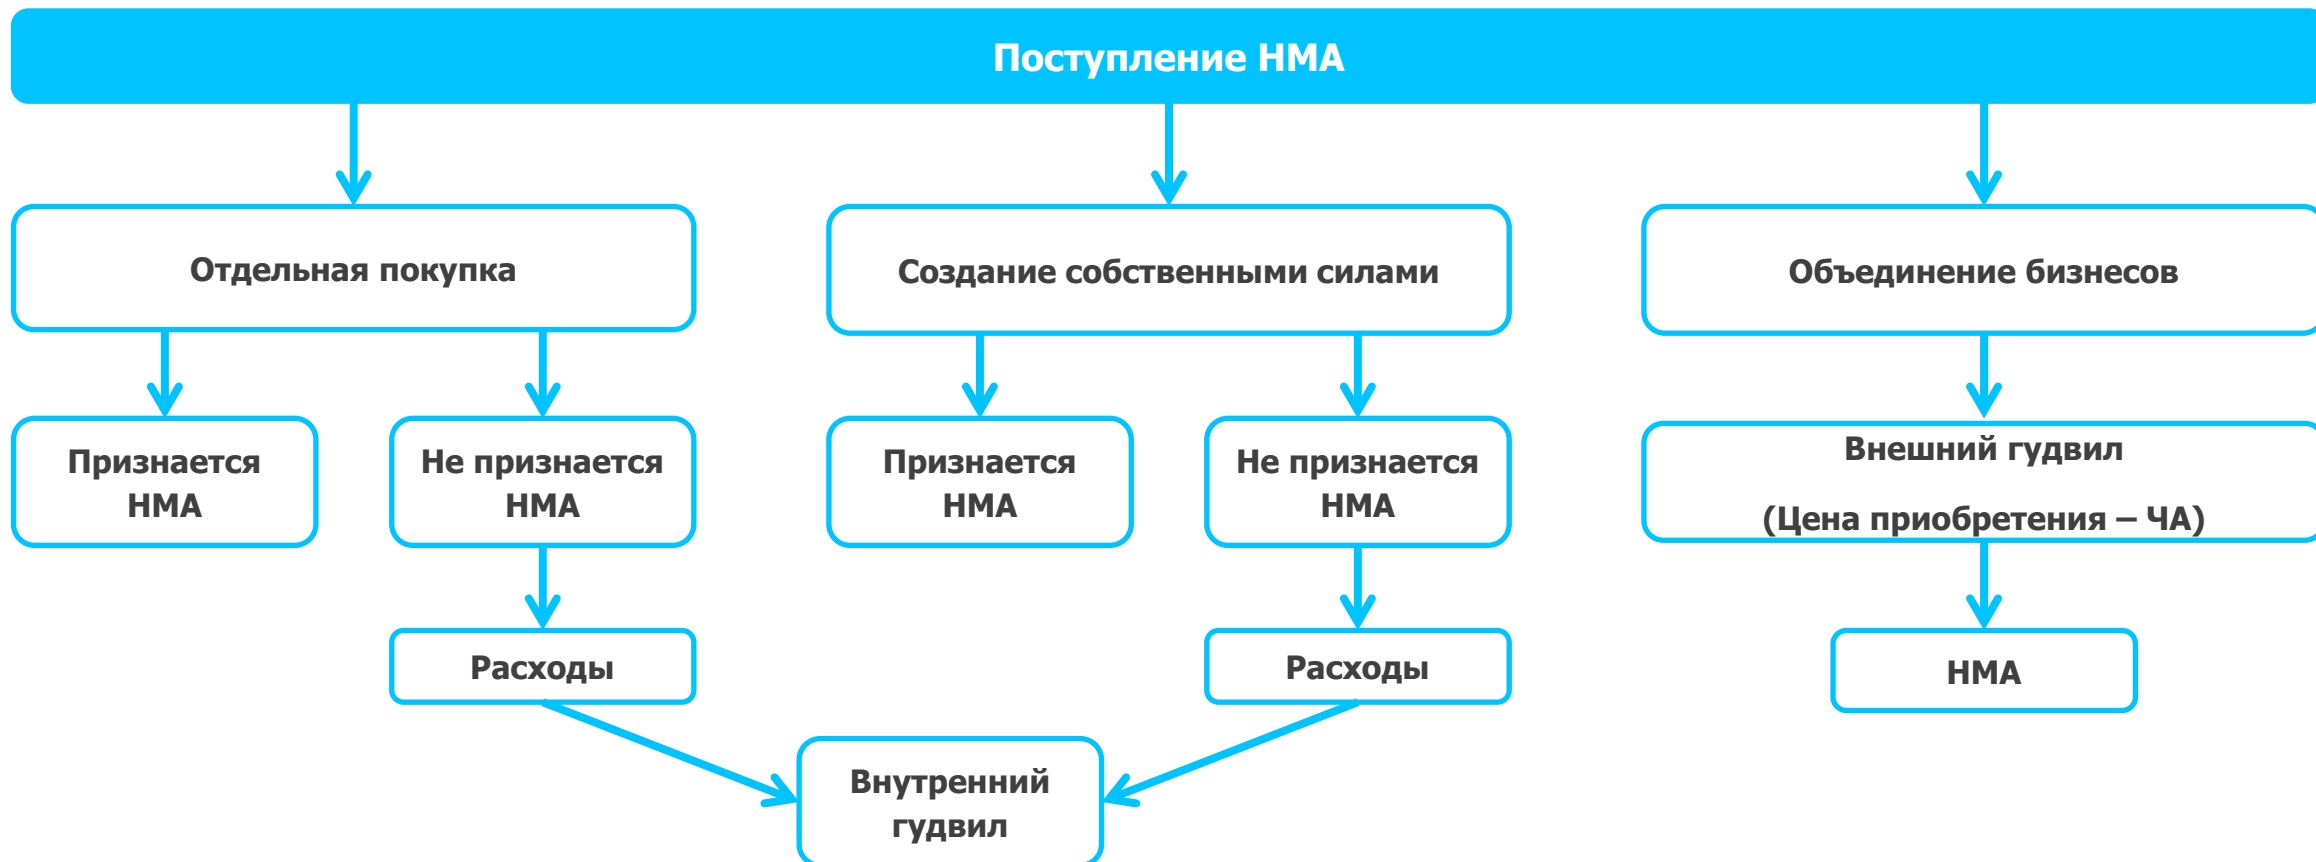 Поступление НМА
Отдельная покупка
Создание собственными силами
Объединение бизнесов
Признается
НМА
Не признается
НМА
Признается
НМА
Не признается
НМА
Внешний гудвил
(Цена приобретения – ЧА)
Расходы
Расходы
НМА
Внутренний
гудвил